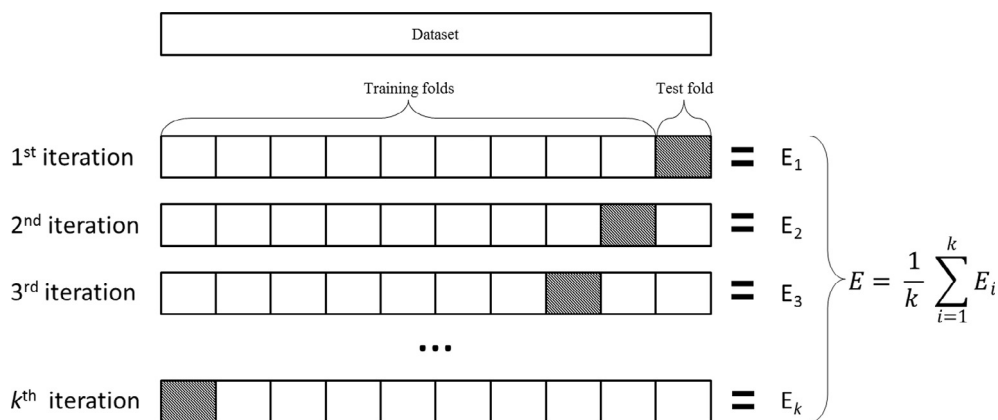 Dataset
Training folds Test fold
1st iteration = E1
2nd iteration = E2
3rd iteration = E3
E = 1/k ∑_{i=1}^{k} E_i
...
kth iteration = Ek